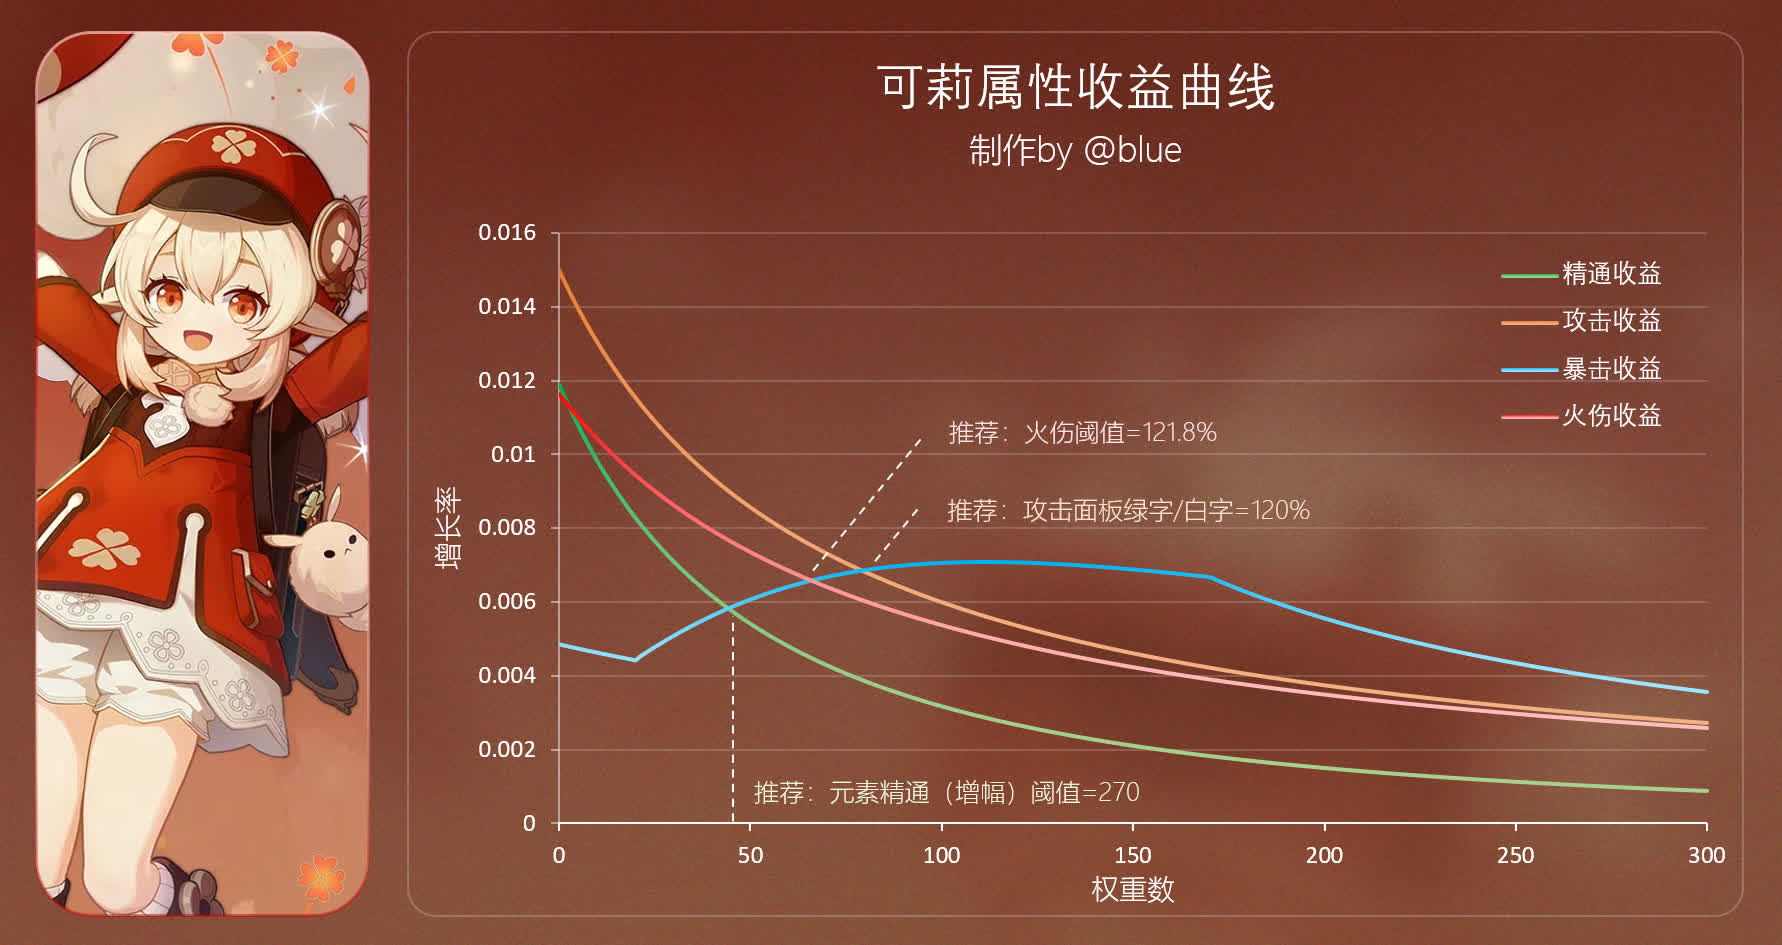 可莉属性收益曲线
制作by @blue
0.016
0.014
0.012
0.01
0.008
0.006
0.004
0.002
0
增长率
精通收益
攻击收益
暴击收益
火伤收益
推荐：火伤阈值=121.8%
推荐：攻击面板绿字/白字=120%
推荐：元素精通（增幅）阈值=270
0 50 100 150 200 250 300
权重数